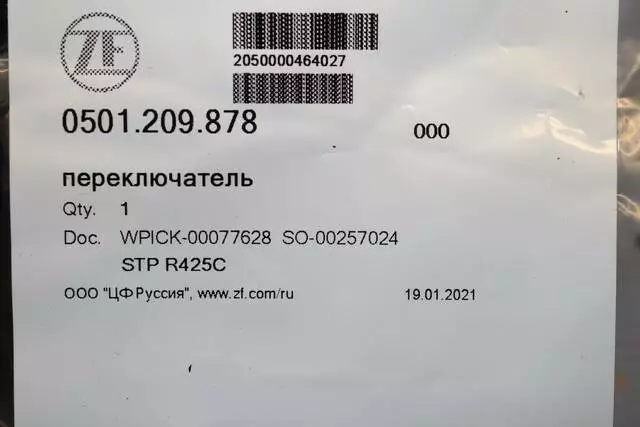 ZF
2050000464027
0501.209.878 000
переключатель
Qty. 1
Doc. WPICK-00077628 SO-00257024
STP R425C
ООО "ЦФ Руссия", www.zf.com/ru 19.01.2021